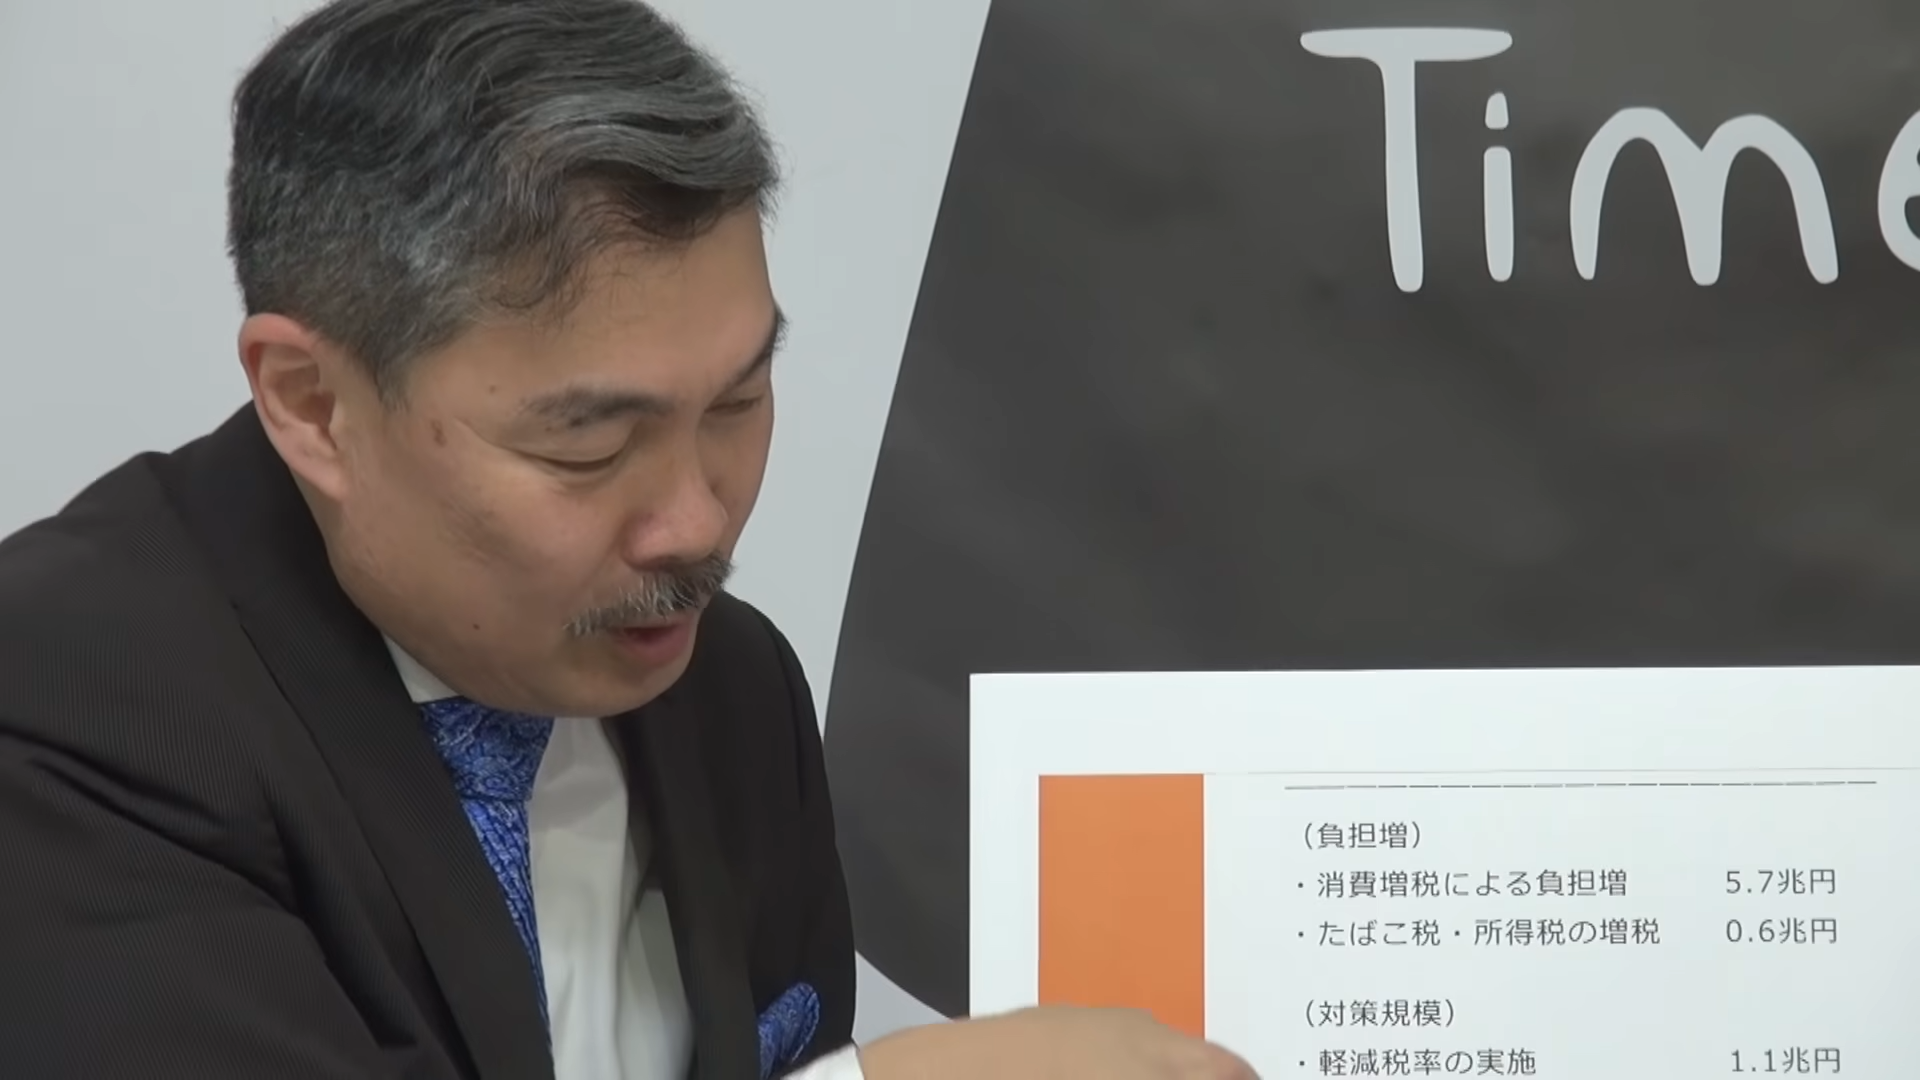 Time
（負担増）
・消費増税による負担増 5.7兆円
・たばこ税・所得税の増税 0.6兆円
（対策規模）
・軽減税率の実施 1.1兆円